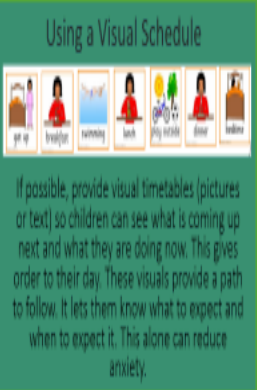 Using a Visual Schedule
get up breakfast swimming lunch play outside dinner bedtime
If possible, provide visual timetables (pictures
or text) so children can see what is coming up
next and what they are doing now. This gives
order to their day. These visuals provide a path
to follow. It lets them know what to expect and
when to expect it. This alone can reduce
anxiety.